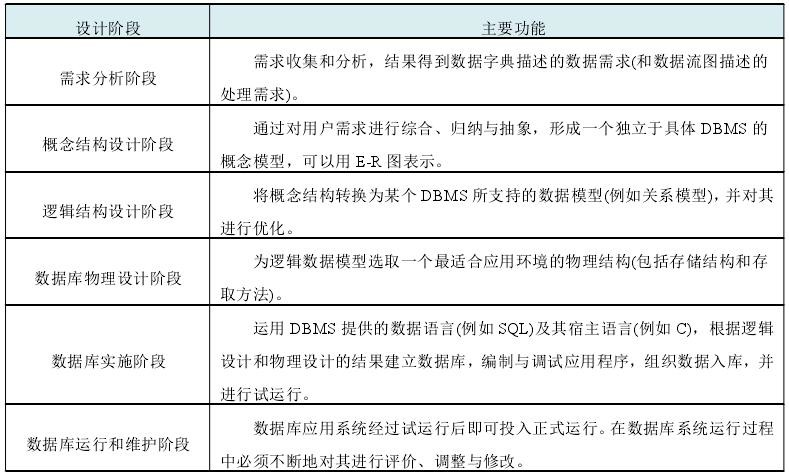 设计阶段 主要功能
需求分析阶段
需求收集和分析，结果得到数据字典描述的数据需求(和数据流图描述的
处理需求)。
概念结构设计阶段
通过对用户需求进行综合、归纳与抽象，形成一个独立于具体 DBMS 的
概念模型，可以用 E-R 图表示。
逻辑结构设计阶段
将概念结构转换为某个 DBMS 所支持的数据模型(例如关系模型)，并对其
进行优化。
数据库物理设计阶段
为逻辑数据模型选取一个最适合应用环境的物理结构(包括存储结构和存
取方法)。
数据库实施阶段
运用 DBMS 提供的数据语言(例如 SQL)及其宿主语言(例如 C)，根据逻辑
设计和物理设计的结果建立数据库，编制与调试应用程序，组织数据入库，并
进行试运行。
数据库运行和维护阶段
数据库应用系统经过试运行后即可投入正式运行。在数据库系统运行过程
中必须不断地对其进行评价、调整与修改。